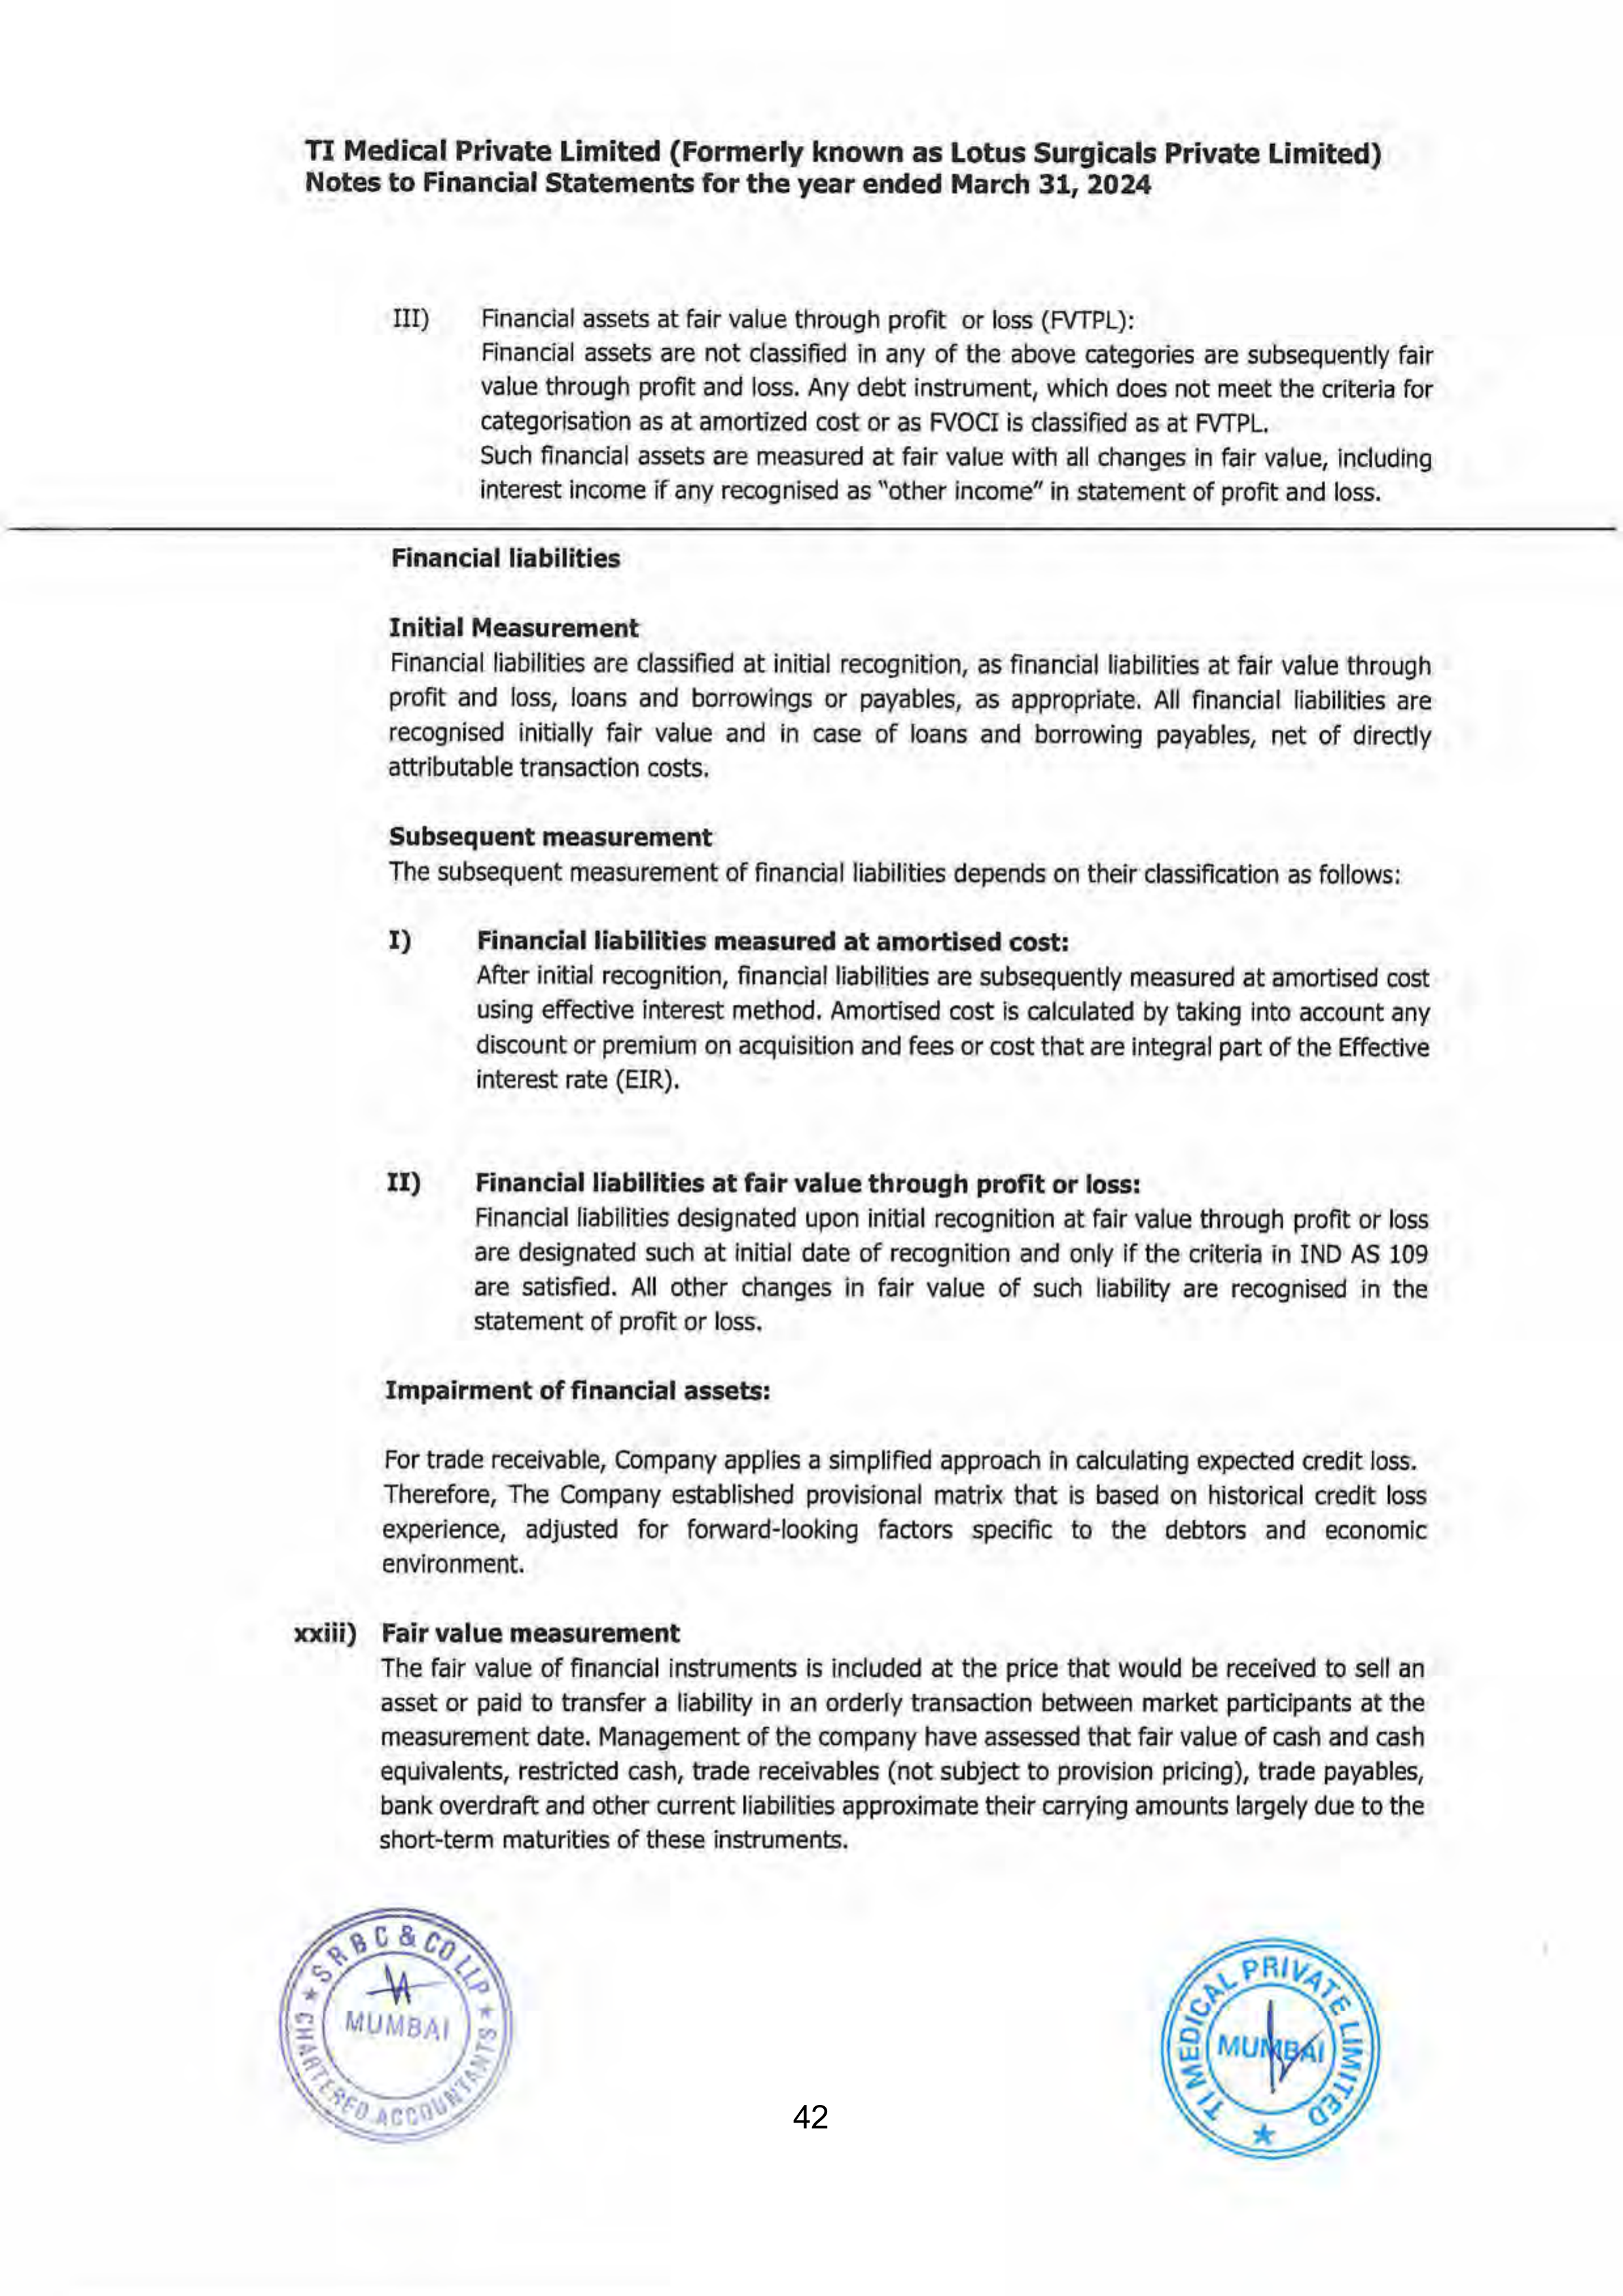 TI Medical Private Limited (Formerly known as Lotus Surgicals Private Limited)
Notes to Financial Statements for the year ended March 31, 2024
III) Financial assets at fair value through profit or loss (FVTPL):
Financial assets are not classified in any of the above categories are subsequently fair
value through profit and loss. Any debt instrument, which does not meet the criteria for
categorisation as at amortized cost or as FVOCI is classified as at FVTPL.
Such financial assets are measured at fair value with all changes in fair value, including
interest income if any recognised as "other income" in statement of profit and loss.
Financial liabilities
Initial Measurement
Financial liabilities are classified at initial recognition, as financial liabilities at fair value through
profit and loss, loans and borrowings or payables, as appropriate. All financial liabilities are
recognised initially fair value and in case of loans and borrowing payables, net of directly
attributable transaction costs.
Subsequent measurement
The subsequent measurement of financial liabilities depends on their classification as follows:
I) Financial liabilities measured at amortised cost:
After initial recognition, financial liabilities are subsequently measured at amortised cost
using effective interest method. Amortised cost is calculated by taking into account any
discount or premium on acquisition and fees or cost that are integral part of the Effective
interest rate (EIR).
II) Financial liabilities at fair value through profit or loss:
Financial liabilities designated upon initial recognition at fair value through profit or loss
are designated such at initial date of recognition and only if the criteria in IND AS 109
are satisfied. All other changes in fair value of such liability are recognised in the
statement of profit or loss.
Impairment of financial assets:
For trade receivable, Company applies a simplified approach in calculating expected credit loss.
Therefore, The Company established provisional matrix that is based on historical credit loss
experience, adjusted for forward-looking factors specific to the debtors and economic
environment.
xxiii) Fair value measurement
The fair value of financial instruments is included at the price that would be received to sell an
asset or paid to transfer a liability in an orderly transaction between market participants at the
measurement date. Management of the company have assessed that fair value of cash and cash
equivalents, restricted cash, trade receivables (not subject to provision pricing), trade payables,
bank overdraft and other current liabilities approximate their carrying amounts largely due to the
short-term maturities of these instruments.
SRBC & CO LLP
MUMBAI
CHARTERED ACCOUNTANTS
TI MEDICAL PRIVATE LIMITED
MUMBAI
42